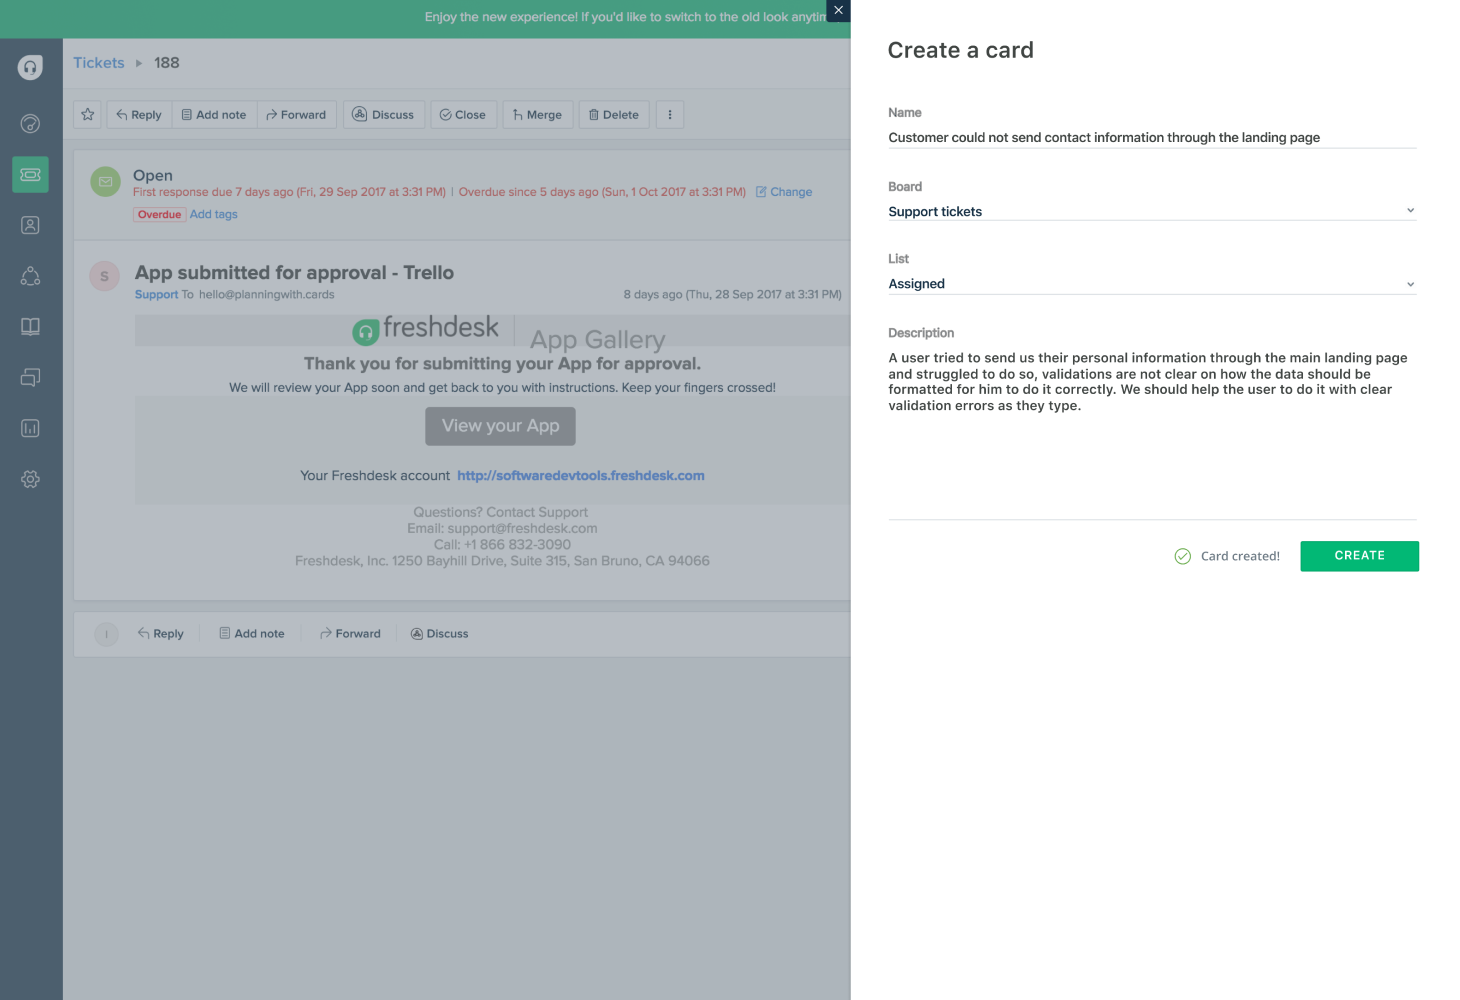 Enjoy the new experience! If you'd like to switch to the old look anytim
Tickets 188
Reply Add note Forward Discuss Close Merge Delete
Open
First response due 7 days ago (Fri, 29 Sep 2017 at 3:31 PM) | Overdue since 5 days ago (Sun, 1 Oct 2017 at 3:31 PM) Change
Overdue Add tags
S
App submitted for approval - Trello
Support To hello@planningwith.cards 8 days ago (Thu, 28 Sep 2017 at 3:31 PM)
freshdesk App Gallery
Thank you for submitting your App for approval.
We will review your App soon and get back to you with instructions. Keep your fingers crossed!
View your App
Your Freshdesk account http://softwaredevtools.freshdesk.com
Questions? Contact Support
Email: support@freshdesk.com
Call: +1 866 832-3090
Freshdesk, Inc. 1250 Bayhill Drive, Suite 315, San Bruno, CA 94066
I Reply Add note Forward Discuss
Create a card
Name
Customer could not send contact information through the landing page
Board
Support tickets
List
Assigned
Description
A user tried to send us their personal information through the main landing page
and struggled to do so, validations are not clear on how the data should be
formatted for him to do it correctly. We should help the user to do it with clear
validation errors as they type.
Card created! CREATE